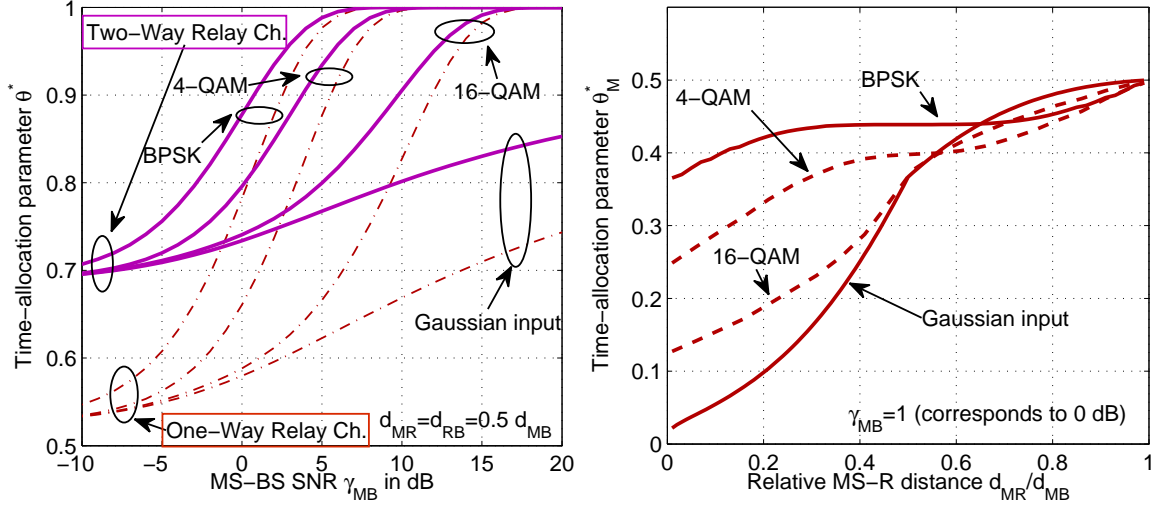 Two−Way Relay Ch.
4−QAM
16−QAM
BPSK
Gaussian input
One−Way Relay Ch.
d_MR=d_RB=0.5 d_MB
Time−allocation parameter θ*
1
0.9
0.8
0.7
0.6
0.5
−10 −5 0 5 10 15 20
MS−BS SNR γ_MB in dB
BPSK
4−QAM
16−QAM
Gaussian input
γ_MB=1 (corresponds to 0 dB)
Time−allocation parameter θ*_M
0.5
0.4
0.3
0.2
0.1
0
0 0.2 0.4 0.6 0.8 1
Relative MS−R distance d_MR/d_MB